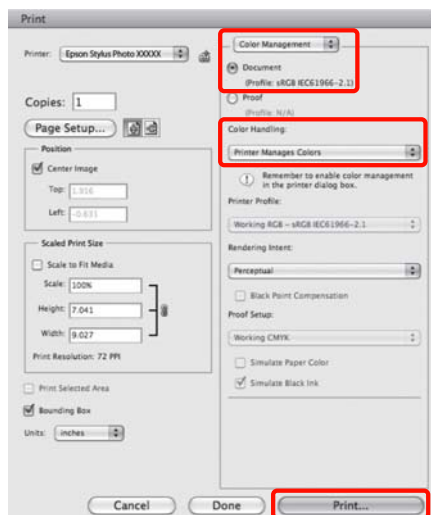 Print
Printer: Epson Stylus Photo XXXXX
Copies: 1
Page Setup...
Position
Center Image
Top: 1.956
Left: -0.835
Scaled Print Size
Scale to Fit Media
Scale: 100%
Height: 7.041
Width: 9.027
Print Resolution: 72 PPI
Print Selected Area
Bounding Box
Units: inches
Color Management
Document
(Profile: sRGB IEC61966-2.1)
Proof
(Profile: N/A)
Color Handling:
Printer Manages Colors
Remember to enable color management
in the printer dialog box.
Printer Profile:
Working RGB - sRGB IEC61966-2.1
Rendering Intent:
Perceptual
Black Point Compensation
Proof Setup:
Working CMYK
Simulate Paper Color
Simulate Black Ink
Cancel
Done
Print...